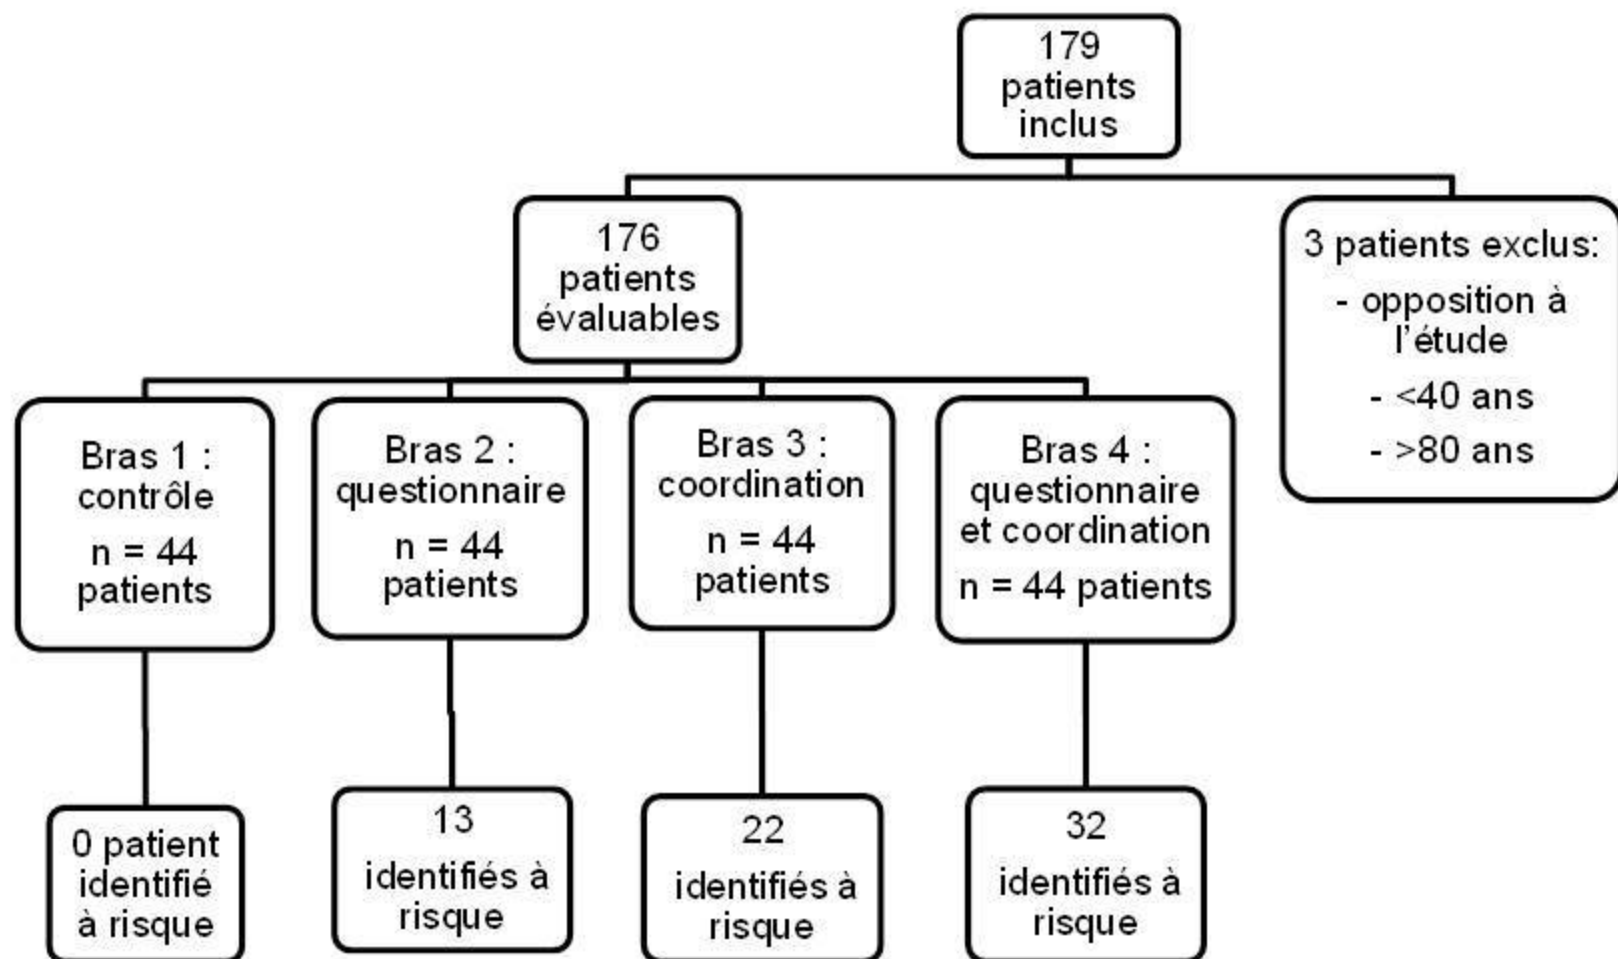 179
patients
inclus
176
patients
évaluables
3 patients exclus:
- opposition à
l'étude
- <40 ans
- >80 ans
Bras 1 :
contrôle
n = 44
patients
Bras 2 :
questionnaire
n = 44
patients
Bras 3 :
coordination
n = 44
patients
Bras 4 :
questionnaire
et coordination
n = 44 patients
0 patient
identifié
à risque
13
identifiés à
risque
22
identifiés à
risque
32
identifiés à
risque